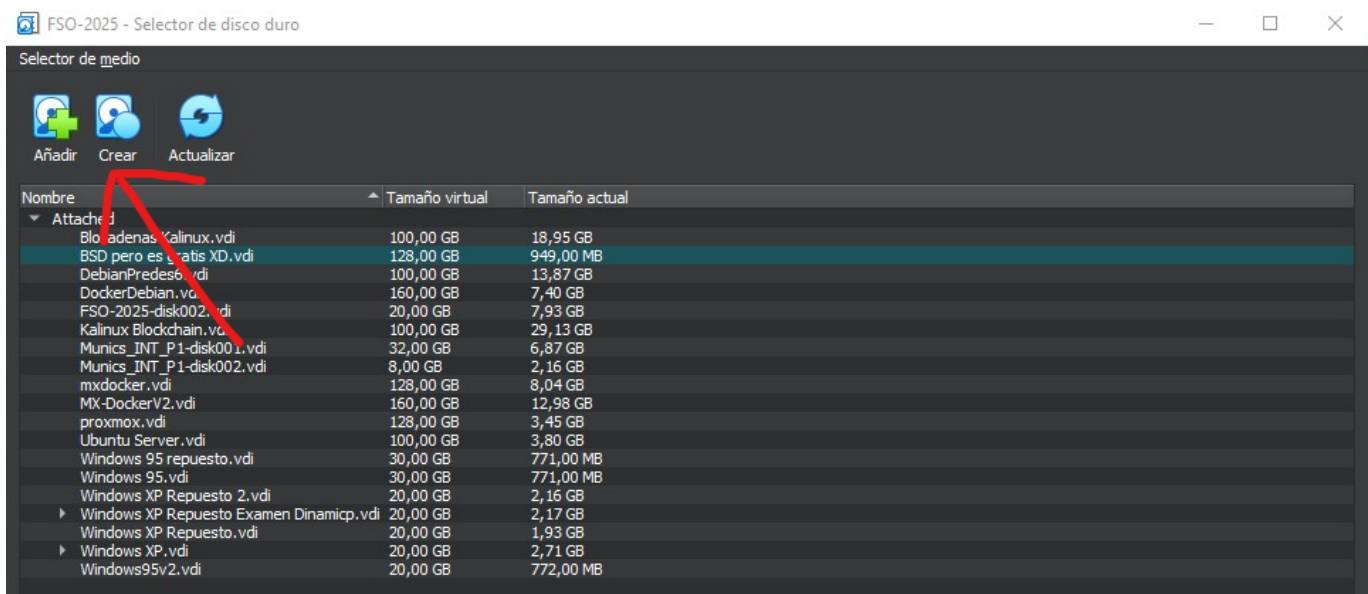 FSO-2025 - Selector de disco duro
Selector de medio
Añadir Crear Actualizar
Nombre Tamaño virtual Tamaño actual
Attached
Kalinux.vdi 100,00 GB 18,95 GB
BSD pero es gratis XD.vdi 128,00 GB 949,00 MB
DebianPredes6.vdi 100,00 GB 13,87 GB
DockerDebian.vdi 160,00 GB 7,40 GB
FSO-2025-disk002.vdi 20,00 GB 7,93 GB
Kalinux Blockchain.vdi 100,00 GB 29,13 GB
Munics_INT_P1-disk001.vdi 32,00 GB 6,87 GB
Munics_INT_P1-disk002.vdi 8,00 GB 2,16 GB
mxdocker.vdi 128,00 GB 8,04 GB
MX-DockerV2.vdi 160,00 GB 12,98 GB
proxmox.vdi 128,00 GB 3,45 GB
Ubuntu Server.vdi 100,00 GB 3,80 GB
Windows 95 repuesto.vdi 30,00 GB 771,00 MB
Windows 95.vdi 30,00 GB 771,00 MB
Windows XP Repuesto 2.vdi 20,00 GB 2,16 GB
Windows XP Repuesto Examen Dinamicp.vdi 20,00 GB 2,17 GB
Windows XP Repuesto.vdi 20,00 GB 1,93 GB
Windows XP.vdi 20,00 GB 2,71 GB
Windows95v2.vdi 20,00 GB 772,00 MB